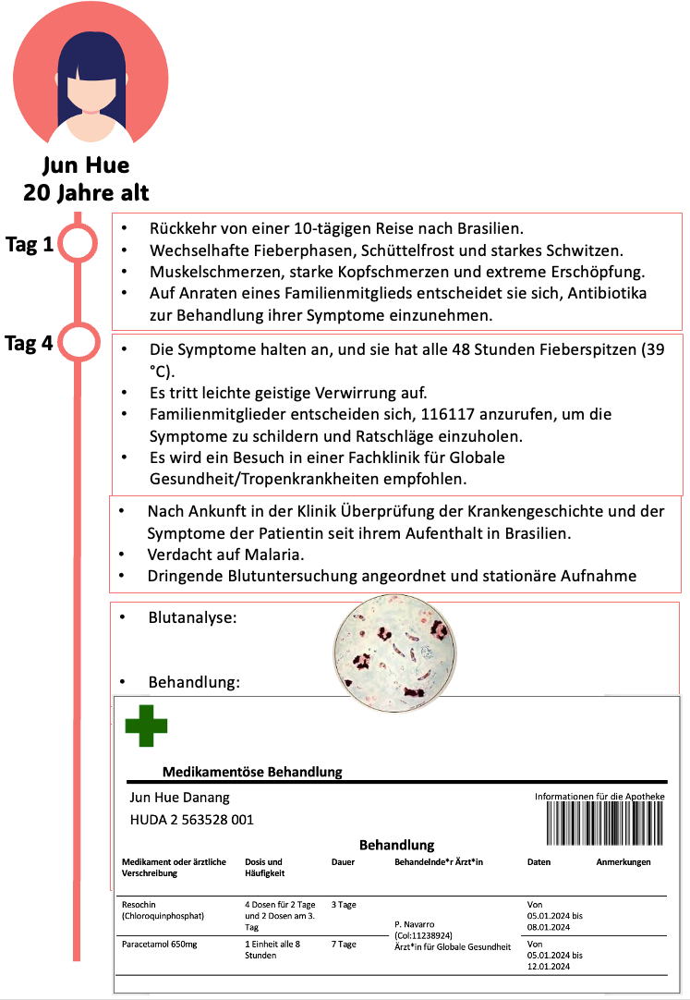 Jun Hue
20 Jahre alt
Tag 1
• Rückkehr von einer 10-tägigen Reise nach Brasilien.
• Wechselhafte Fieberphasen, Schüttelfrost und starkes Schwitzen.
• Muskelschmerzen, starke Kopfschmerzen und extreme Erschöpfung.
• Auf Anraten eines Familienmitglieds entscheidet sie sich, Antibiotika
zur Behandlung ihrer Symptome einzunehmen.
Tag 4
• Die Symptome halten an, und sie hat alle 48 Stunden Fieberspitzen (39
°C).
• Es tritt leichte geistige Verwirrung auf.
• Familienmitglieder entscheiden sich, 116117 anzurufen, um die
Symptome zu schildern und Ratschläge einzuholen.
• Es wird ein Besuch in einer Fachklinik für Globale
Gesundheit/Tropenkrankheiten empfohlen.
• Nach Ankunft in der Klinik Überprüfung der Krankengeschichte und der
Symptome der Patientin seit ihrem Aufenthalt in Brasilien.
• Verdacht auf Malaria.
• Dringende Blutuntersuchung angeordnet und stationäre Aufnahme
• Blutanalyse:
• Behandlung:
Medikamentöse Behandlung
Jun Hue Danang
HUDA 2 563528 001
Informationen für die Apotheke
Behandlung
Medikament oder ärztliche
Verschreibung
Dosis und
Häufigkeit
Dauer
Behandelnde*r Ärzt*in
Daten
Anmerkungen
Resochin
(Chloroquinphosphat)
4 Dosen für 2 Tage
und 2 Dosen am 3.
Tag
3 Tage
P. Navarro
(Col:11238924)
Ärzt*in für Globale Gesundheit
Von
05.01.2024 bis
08.01.2024
Paracetamol 650mg
1 Einheit alle 8
Stunden
7 Tage
Von
05.01.2024 bis
12.01.2024